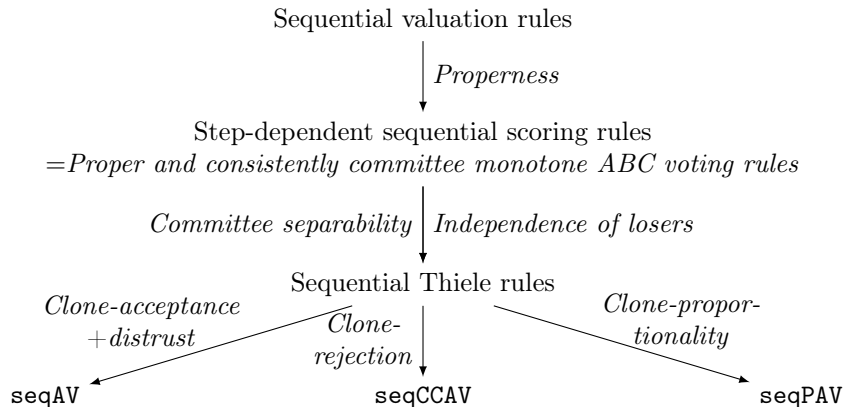 Sequential valuation rules
Properness
Step-dependent sequential scoring rules
=Proper and consistently committee monotone ABC voting rules
Committee separability
Independence of losers
Sequential Thiele rules
Clone-acceptance
+distrust
Clone-
rejection
Clone-propor-
tionality
seqAV
seqCCAV
seqPAV